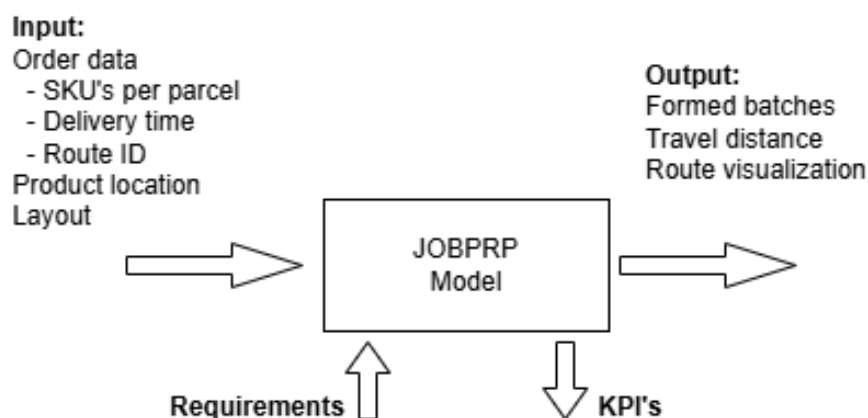 Input:
Order data
- SKU's per parcel
- Delivery time
- Route ID
Product location
Layout
Output:
Formed batches
Travel distance
Route visualization
JOBPRP
Model
Requirements
KPI's